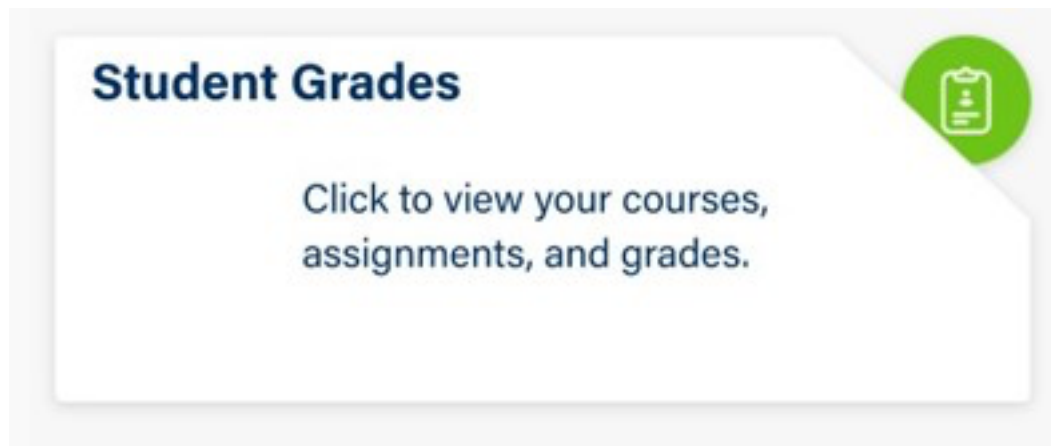 Student Grades
Click to view your courses,
assignments, and grades.